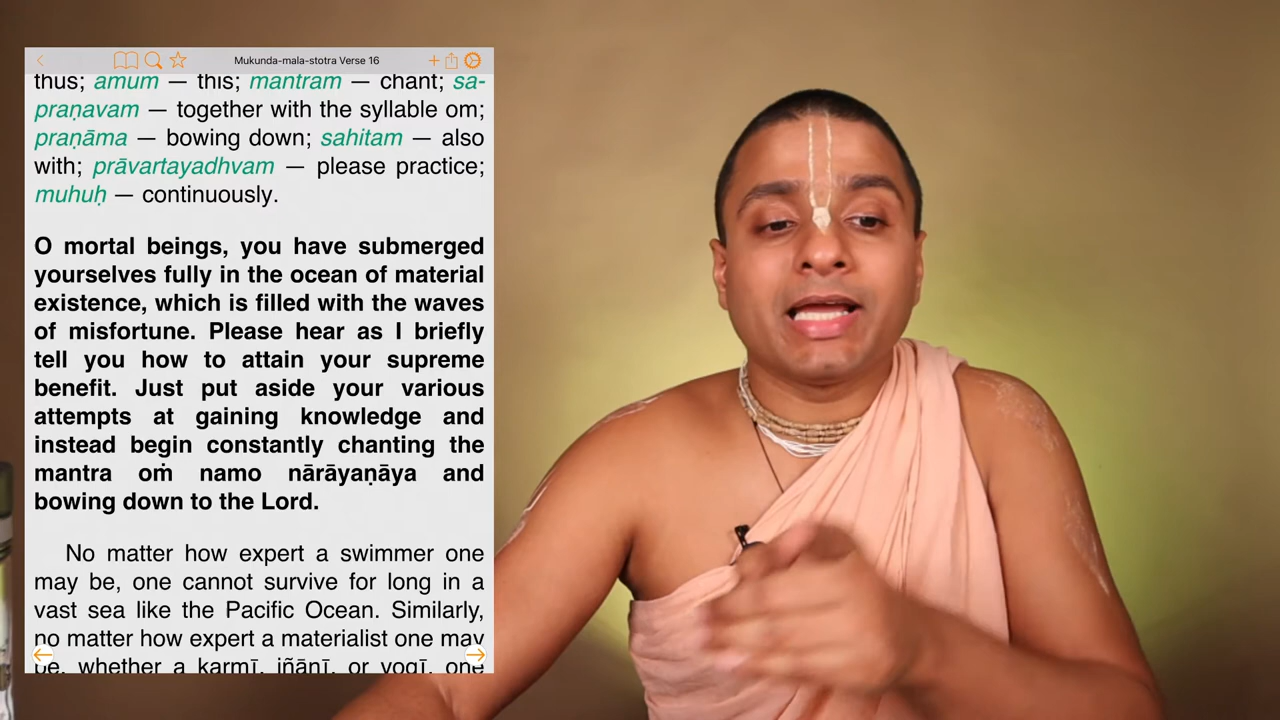 Mukunda-mala-stotra Verse 16
thus; amum — this; mantram — chant; sa-
praṇavam — together with the syllable om;
praṇāma — bowing down; sahitam — also
with; prāvartayadhvam — please practice;
muhuḥ — continuously.
O mortal beings, you have submerged
yourselves fully in the ocean of material
existence, which is filled with the waves
of misfortune. Please hear as I briefly
tell you how to attain your supreme
benefit. Just put aside your various
attempts at gaining knowledge and
instead begin constantly chanting the
mantra oṁ namo nārāyaṇāya and
bowing down to the Lord.
No matter how expert a swimmer one
may be, one cannot survive for long in a
vast sea like the Pacific Ocean. Similarly,
no matter how expert a materialist one may
be, whether a karmī, jñānī, or yogī, one